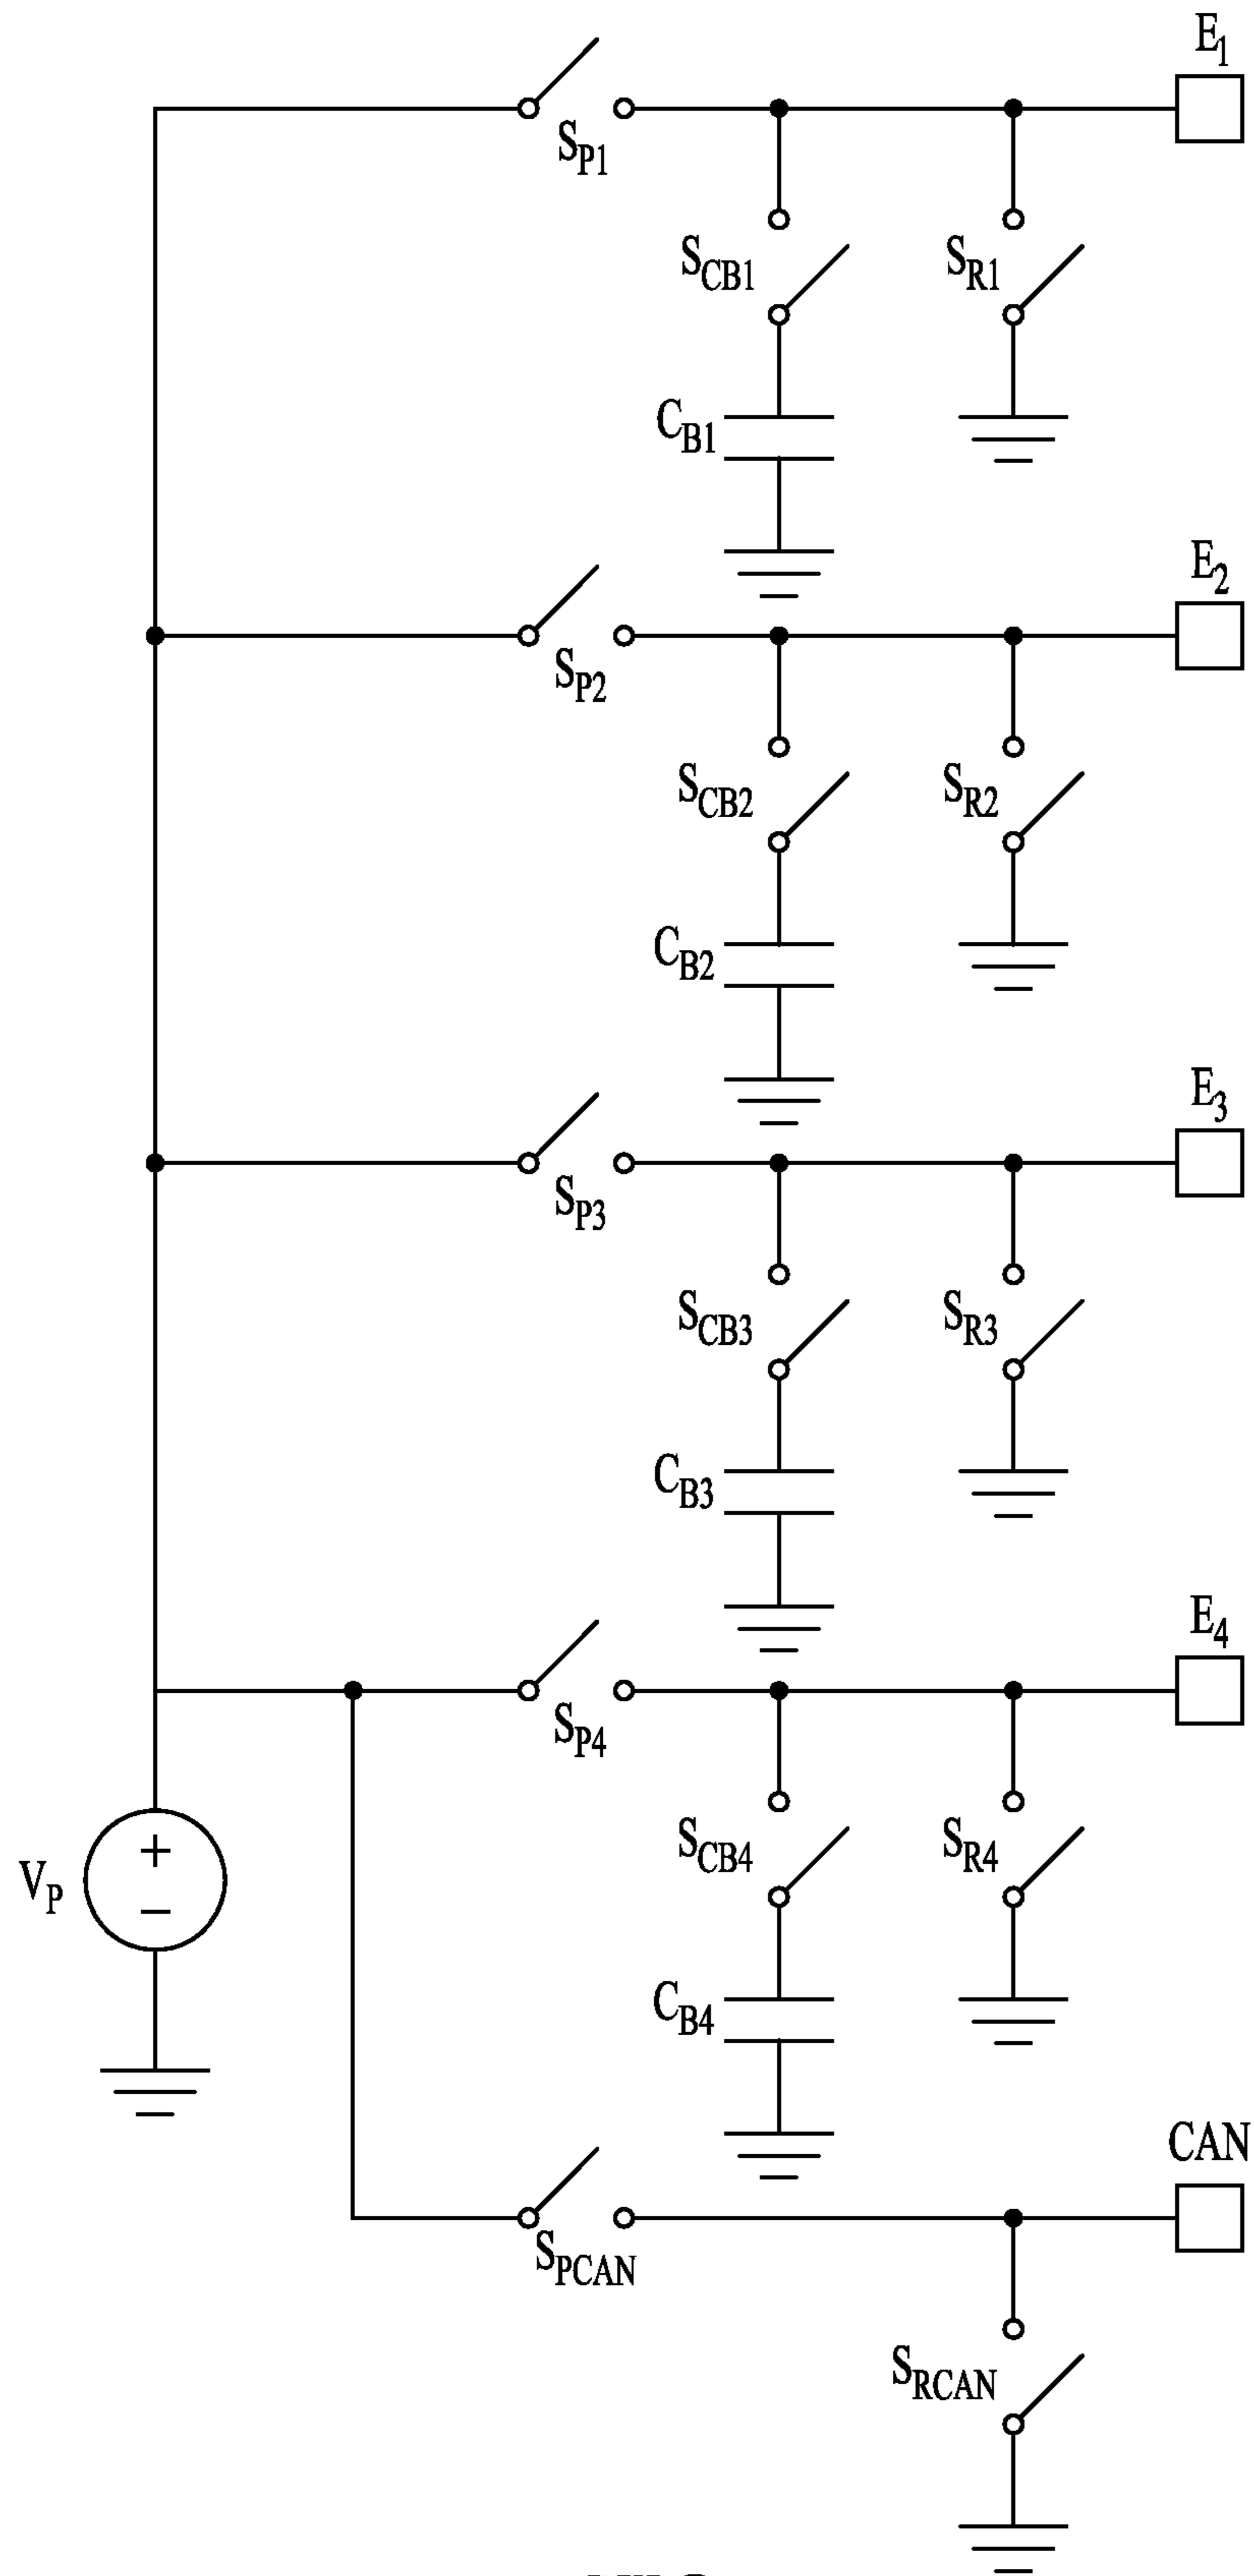 E1
SP1
SCB1
SR1
CB1
E2
SP2
SCB2
SR2
CB2
E3
SP3
SCB3
SR3
CB3
E4
SP4
SCB4
SR4
VP
+
−
CB4
CAN
SPCAN
SRCAN